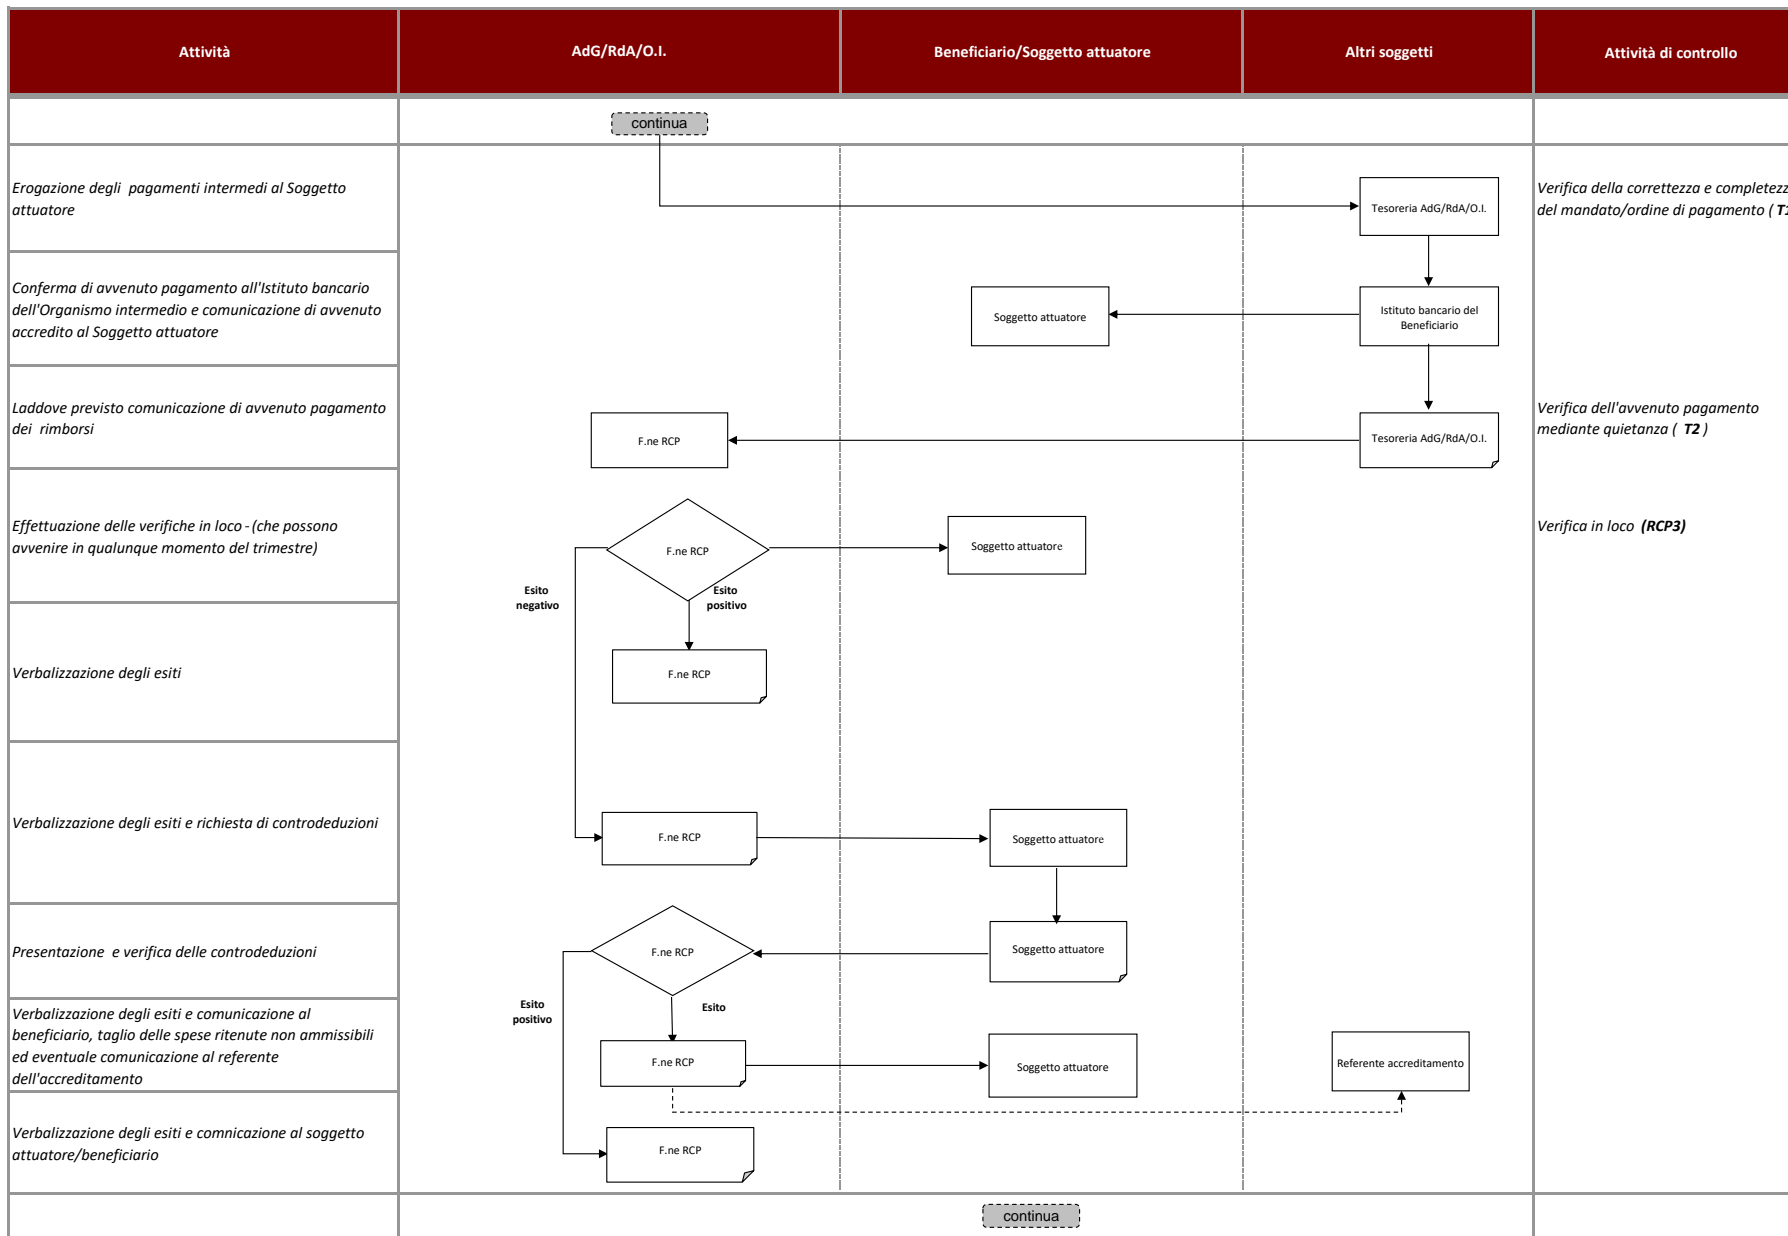 Attività
AdG/RdA/O.I.
Beneficiario/Soggetto attuatore
Altri soggetti
Attività di controllo
continua
Erogazione degli  pagamenti intermedi al Soggetto
attuatore
Tesoreria AdG/RdA/O.I.
Verifica della correttezza e completezz
del mandato/ordine di pagamento ( T1
Conferma di avvenuto pagamento all'Istituto bancario
dell'Organismo intermedio e comunicazione di avvenuto
accredito al Soggetto attuatore
Soggetto attuatore
Istituto bancario del
Beneficiario
Laddove previsto comunicazione di avvenuto pagamento
dei  rimborsi
F.ne RCP
Tesoreria AdG/RdA/O.I.
Verifica dell'avvenuto pagamento
mediante quietanza (  T2 )
Effettuazione delle verifiche in loco - (che possono
avvenire in qualunque momento del trimestre)
F.ne RCP
Soggetto attuatore
Verifica in loco  (RCP3)
Esito
negativo
Esito
positivo
Verbalizzazione degli esiti
F.ne RCP
Verbalizzazione degli esiti e richiesta di controdeduzioni
F.ne RCP
Soggetto attuatore
Presentazione  e verifica delle controdeduzioni
F.ne RCP
Soggetto attuatore
Esito
positivo
Esito
Verbalizzazione degli esiti e comunicazione al
beneficiario, taglio delle spese ritenute non ammissibili
ed eventuale comunicazione al referente
dell'accreditamento
F.ne RCP
Soggetto attuatore
Referente accreditamento
Verbalizzazione degli esiti e comnicazione al soggetto
attuatore/beneficiario
F.ne RCP
continua